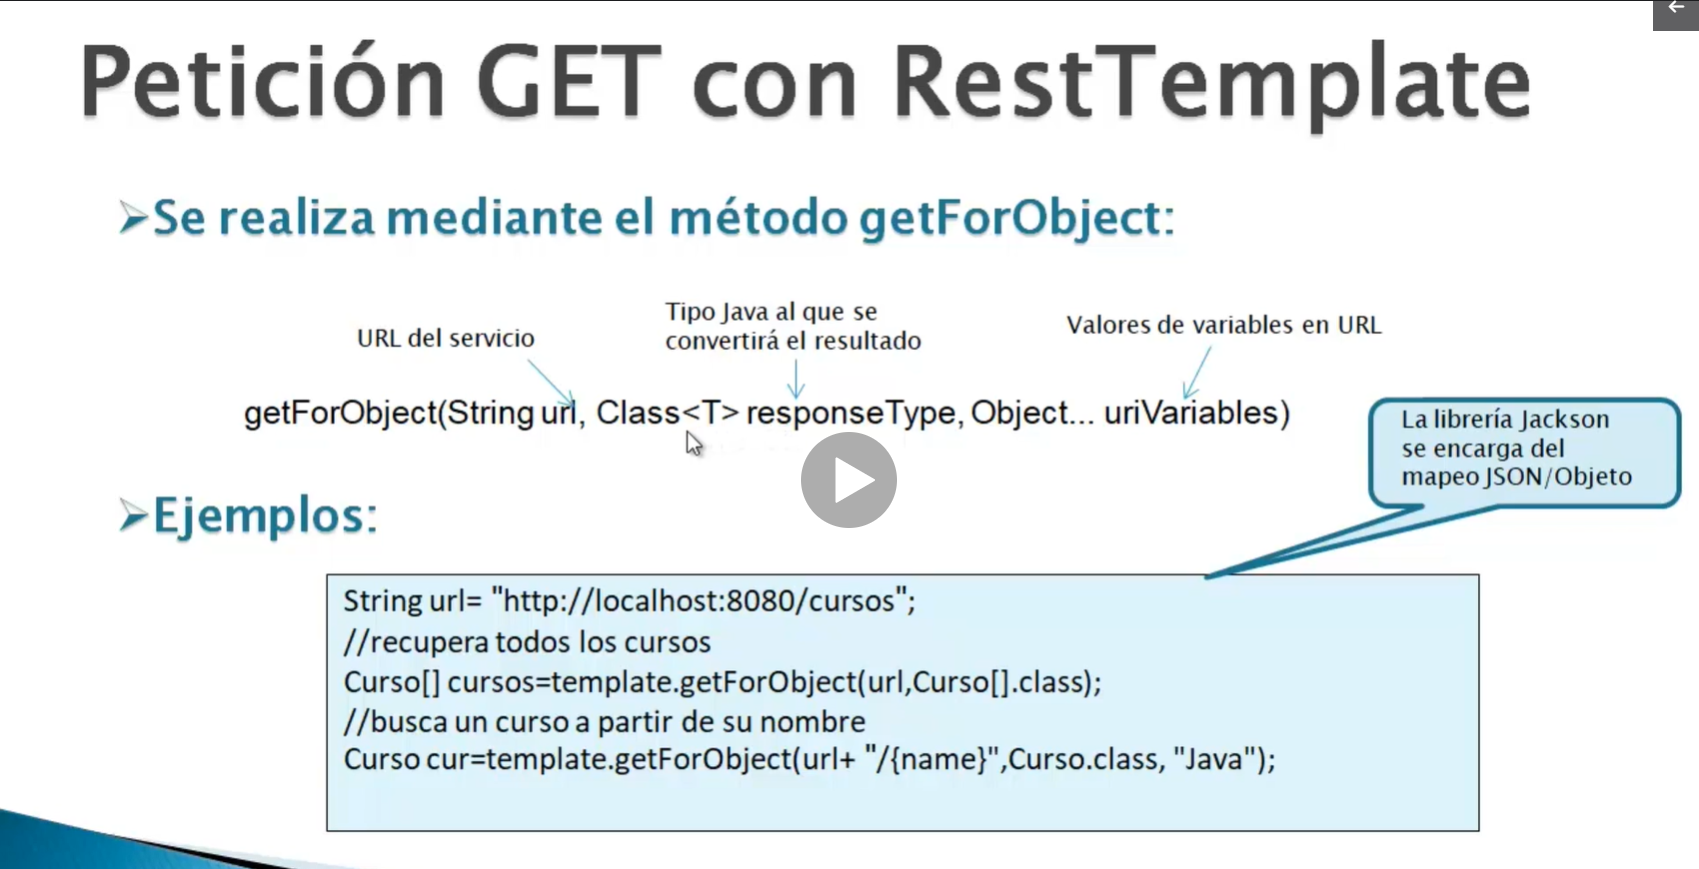 Petición GET con RestTemplate
Se realiza mediante el método getForObject:
URL del servicio
Tipo Java al que se
convertirá el resultado
Valores de variables en URL
getForObject(String url, Class<T> responseType, Object... uriVariables)
La librería Jackson
se encarga del
mapeo JSON/Objeto
Ejemplos:
String url= "http://localhost:8080/cursos";
//recupera todos los cursos
Curso[] cursos=template.getForObject(url,Curso[].class);
//busca un curso a partir de su nombre
Curso cur=template.getForObject(url+ "/{name}",Curso.class, "Java");